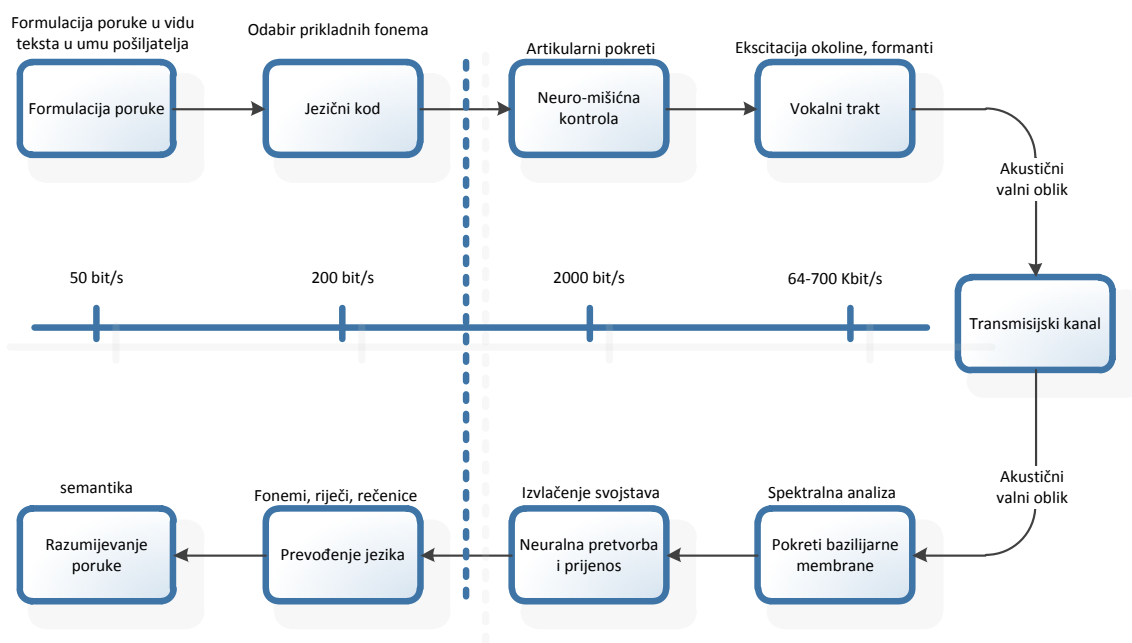 Formulacija poruke u vidu
teksta u umu pošiljatelja
Odabir prikladnih fonema
Artikularni pokreti
Ekscitacija okoline, formanti
Formulacija poruke
Jezični kod
Neuro-mišićna
kontrola
Vokalni trakt
Akustični
valni oblik
50 bit/s
200 bit/s
2000 bit/s
64-700 Kbit/s
Transmisijski kanal
Akustični
valni oblik
semantika
Fonemi, riječi, rečenice
Izvlačenje svojstava
Spektralna analiza
Razumijevanje
poruke
Prevođenje jezika
Neuralna pretvorba
i prijenos
Pokreti bazilijarne
membrane